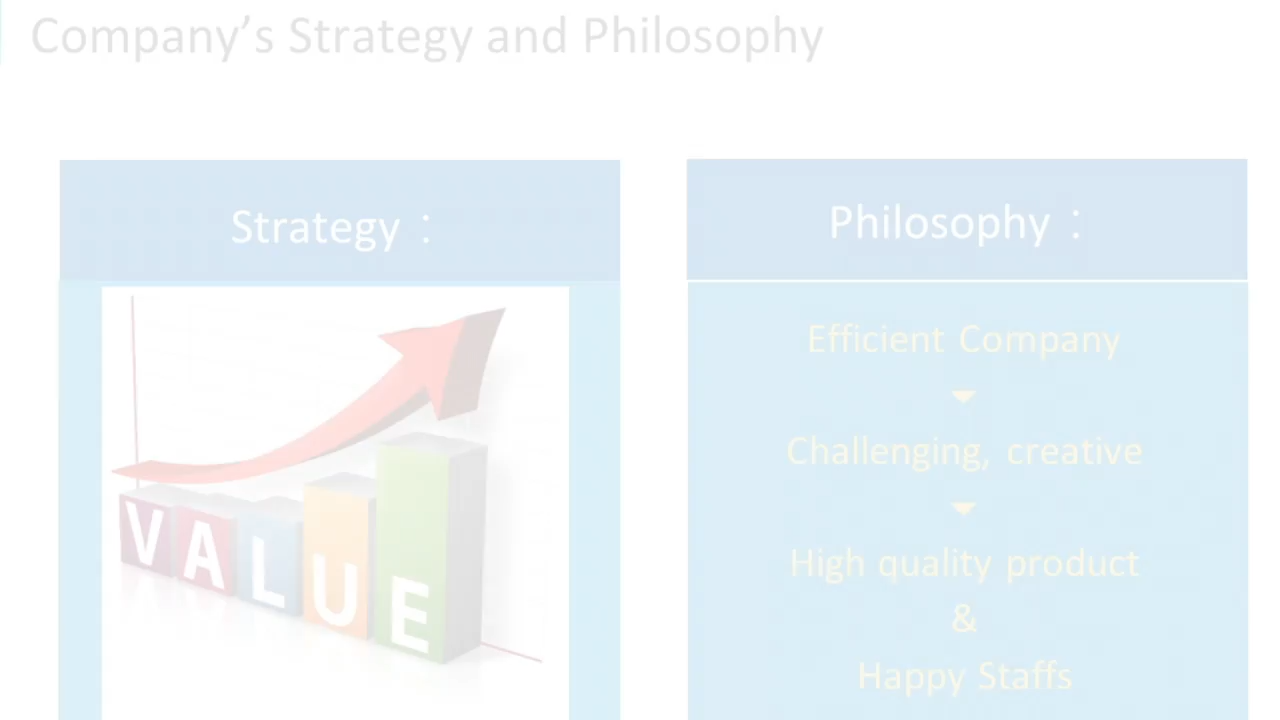 Company’s Strategy and Philosophy
Strategy：
VALUE
Philosophy：
Efficient Company
Challenging, creative
High quality product
&
Happy Staffs